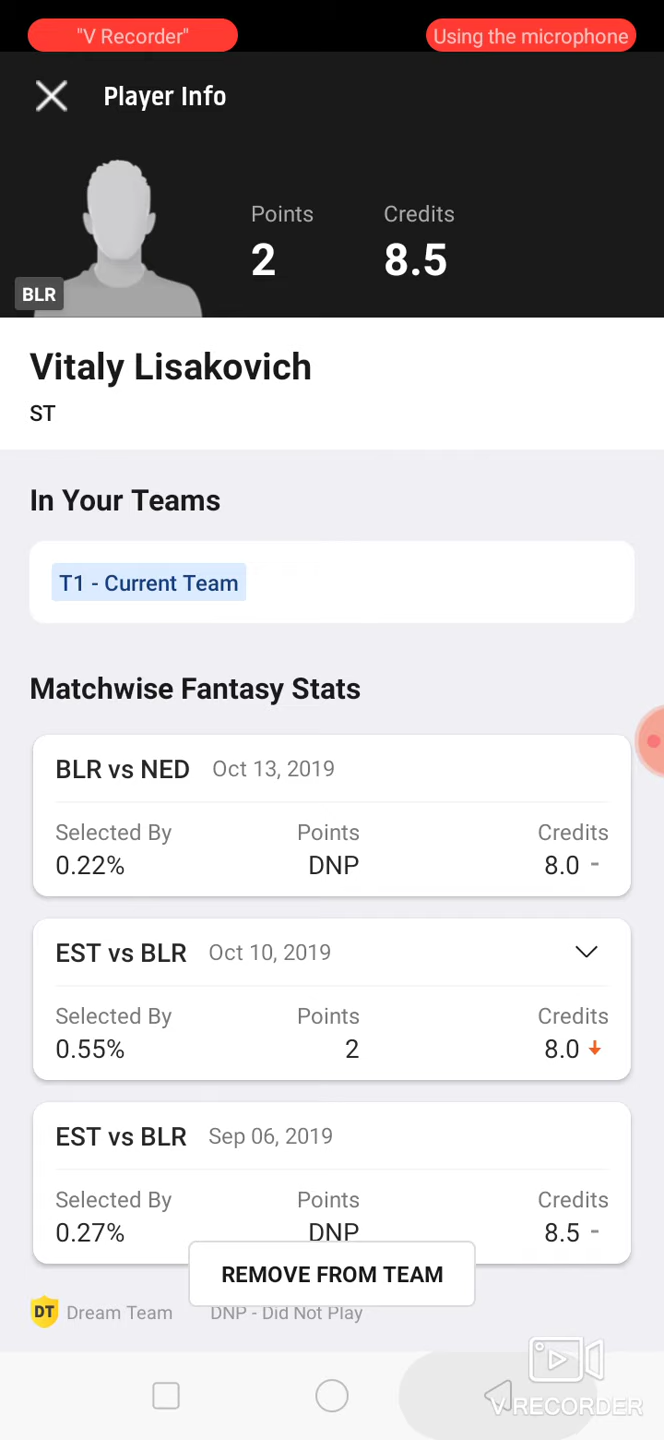 "V Recorder"
Using the microphone
Player Info
Points
Credits
2
8.5
BLR
Vitaly Lisakovich
ST
In Your Teams
T1 - Current Team
Matchwise Fantasy Stats
BLR vs NED Oct 13, 2019
Selected By Points Credits
0.22% DNP 8.0 -
EST vs BLR Oct 10, 2019
Selected By Points Credits
0.55% 2 8.0
EST vs BLR Sep 06, 2019
Selected By Points Credits
0.27% DNP 8.5 -
REMOVE FROM TEAM
DT Dream Team DNP - Did Not Play
V RECORDER